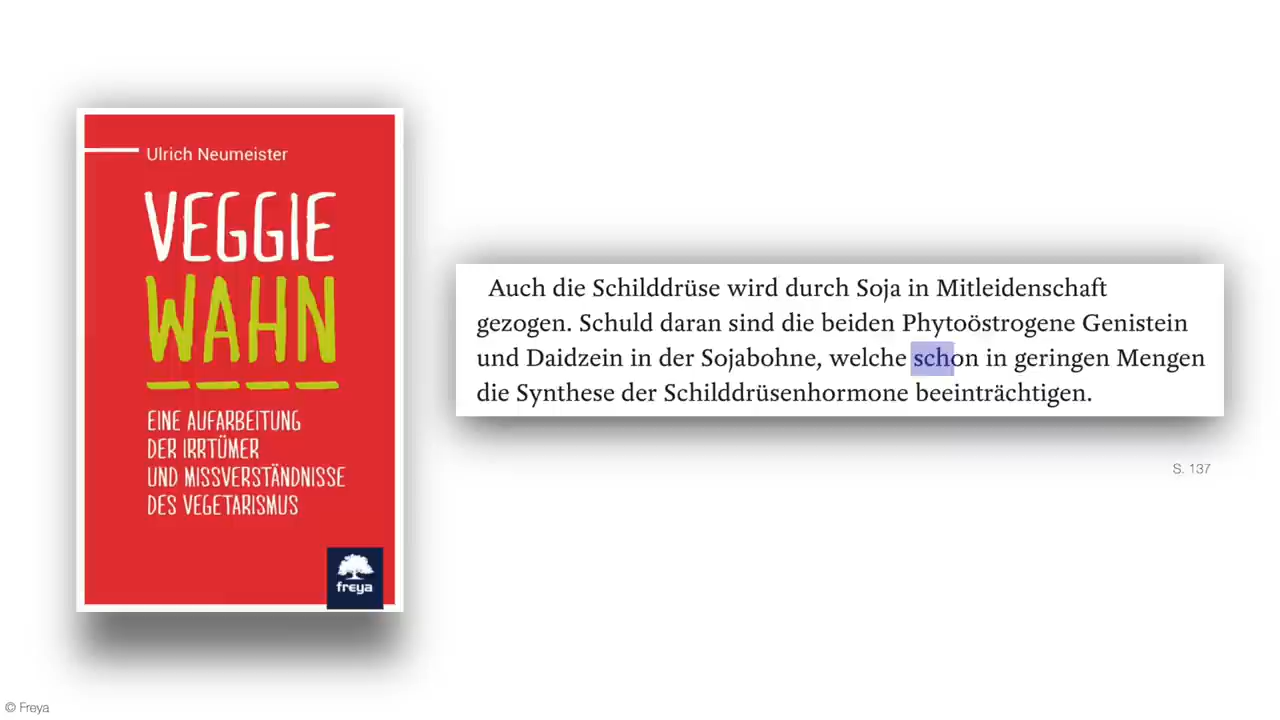 Ulrich Neumeister
VEGGIE
WAHN
EINE AUFARBEITUNG
DER IRRTÜMER
UND MISSVERSTÄNDNISSE
DES VEGETARISMUS
freya
Auch die Schilddrüse wird durch Soja in Mitleidenschaft
gezogen. Schuld daran sind die beiden Phytoöstrogene Genistein
und Daidzein in der Sojabohne, welche schon in geringen Mengen
die Synthese der Schilddrüsenhormone beeinträchtigen.
S. 137
© Freya